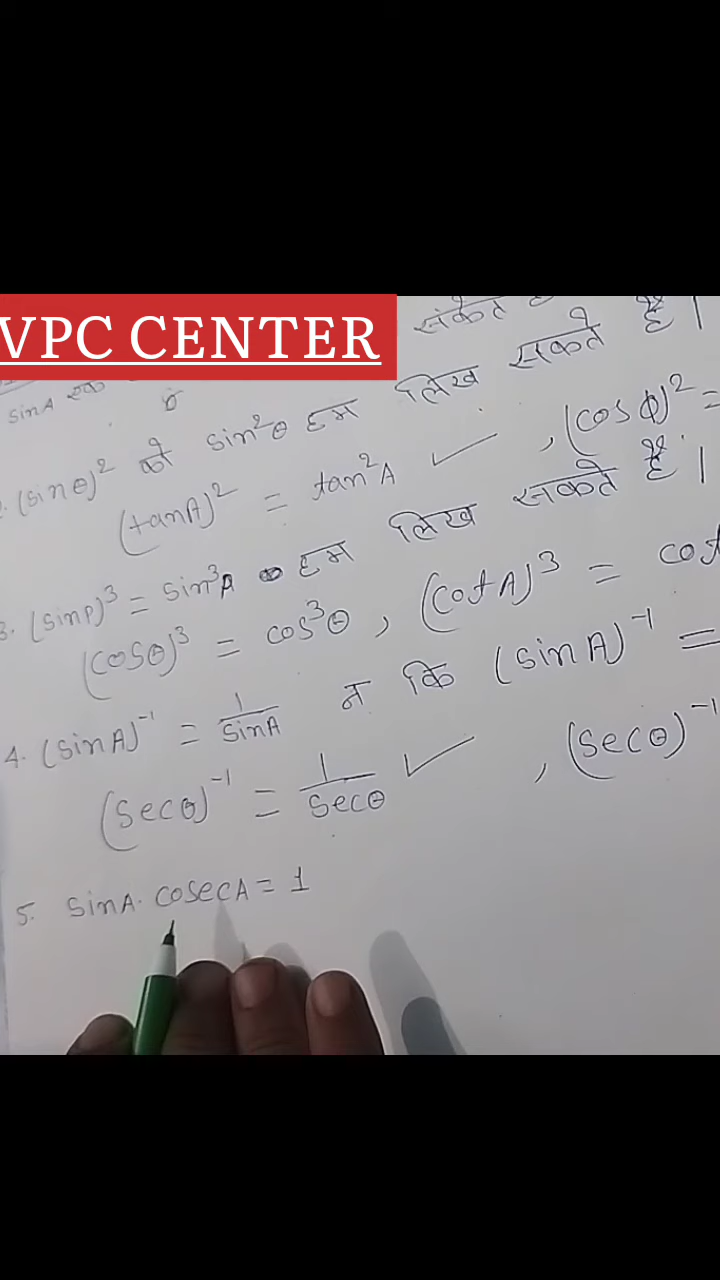 VPC CENTER
संकेत
sinA एक
2. (sinθ)² को sin²θ हम लिख सकते हैं।
(tanA)² = tan²A ✓ , (cosϕ)² =
3. (sinA)³ = sin³A हम लिख सकते हैं।
(cosθ)³ = cos³θ , (cotA)³ = cot
4. (sinA)⁻¹ = 1/sinA न कि (sinA)⁻¹ =
(secθ)⁻¹ = 1/secθ ✓ , (secθ)⁻¹
5. sinA. cosecA = 1